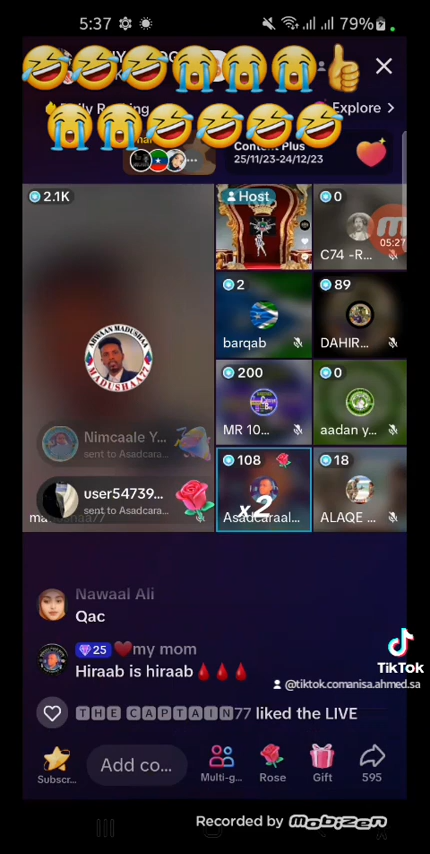 5:37
79%
Explore >
Content Plus
25/11/23-24/12/23
2.1K
Host
0
C74 -R...
05:27
2
barqab
89
DAHIR...
ABWAAN MADUSHAA
MADUSHAA77
200
MR 10...
0
aadan y...
Nimcaale Y...
sent to Asadcara...
user54739...
sent to Asadcara...
108
x2
Asadcaraal...
18
ALAQE ...
Nawaal Ali
Qac
25 ❤️my mom
Hiraab is hiraab🩸🩸🩸
TikTok
@tiktok.comanisa.ahmed.sa
THE CAPTAIN77 liked the LIVE
Subscr...
Add co...
Multi-g...
Rose
Gift
595
Recorded by mobizen